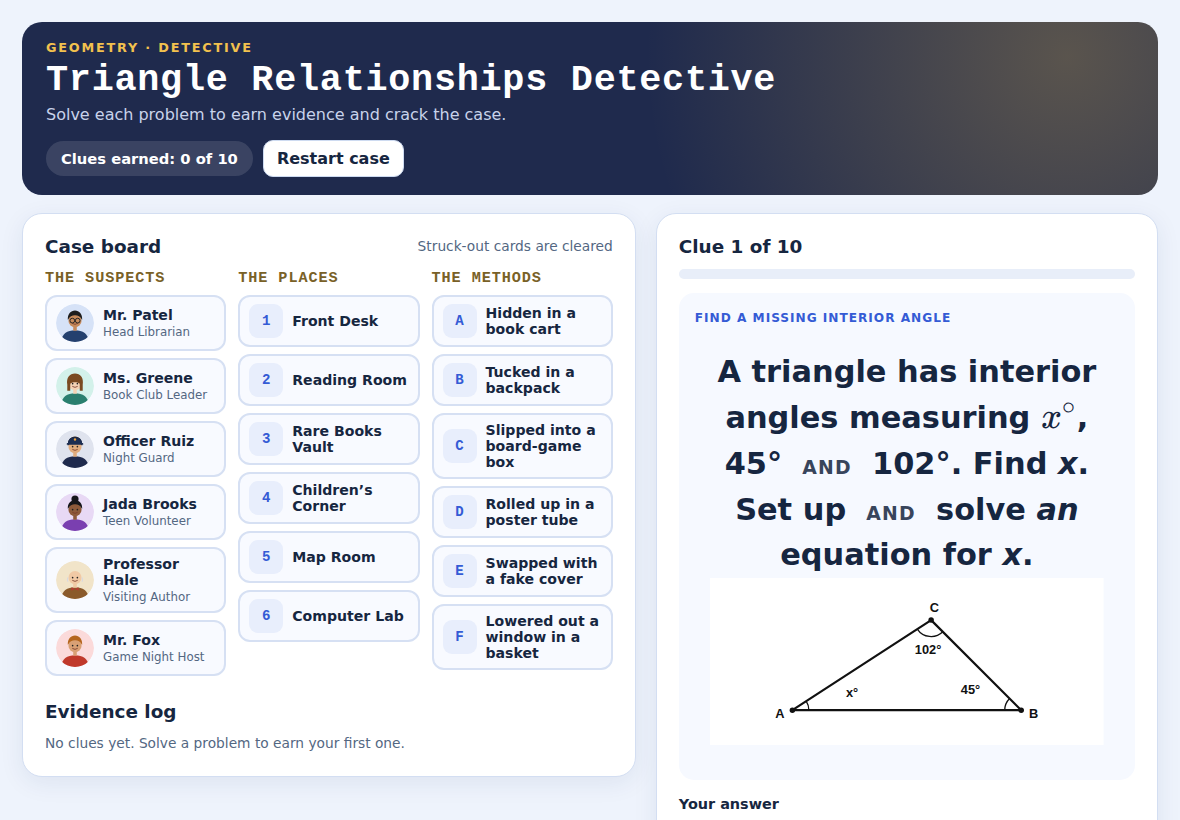 GEOMETRY · DETECTIVE
Triangle Relationships Detective
Solve each problem to earn evidence and crack the case.
Clues earned: 0 of 10
Restart case
Case board
Struck-out cards are cleared
THE SUSPECTS
Mr. Patel
Head Librarian
Ms. Greene
Book Club Leader
Officer Ruiz
Night Guard
Jada Brooks
Teen Volunteer
Professor
Hale
Visiting Author
Mr. Fox
Game Night Host
THE PLACES
1 Front Desk
2 Reading Room
3 Rare Books
Vault
4 Children’s
Corner
5 Map Room
6 Computer Lab
THE METHODS
A Hidden in a
book cart
B Tucked in a
backpack
C Slipped into a
board-game
box
D Rolled up in a
poster tube
E Swapped with
a fake cover
F Lowered out a
window in a
basket
Evidence log
No clues yet. Solve a problem to earn your first one.
Clue 1 of 10
FIND A MISSING INTERIOR ANGLE
A triangle has interior
angles measuring x°,
45° AND 102°. Find x.
Set up AND solve an
equation for x.
C
102°
x°
45°
A
B
Your answer